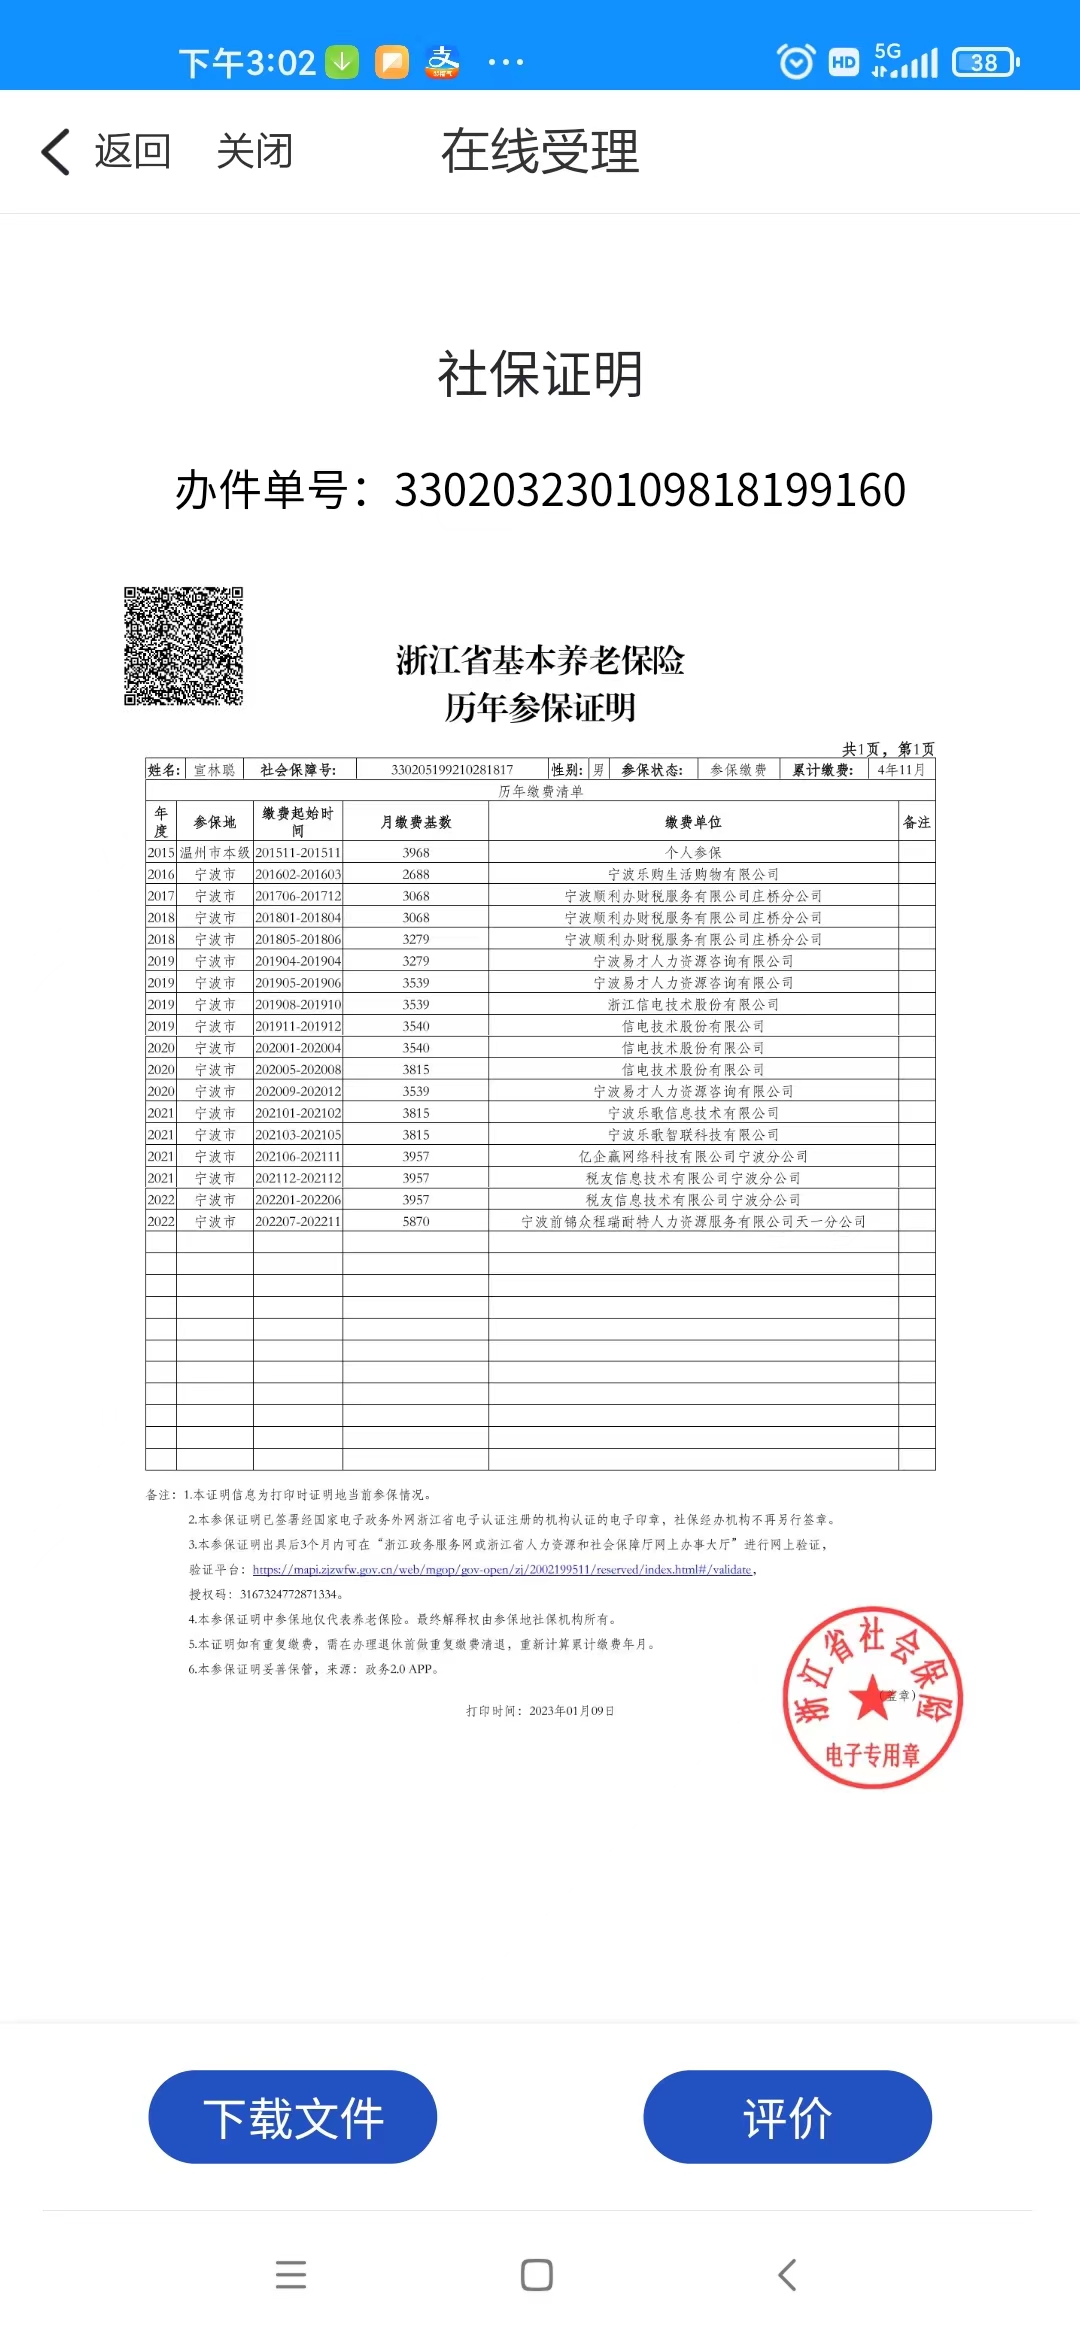 下午3:02 支 ··· HD 5G 38
返回 关闭 在线受理
社保证明
办件单号：330203230109818199160
浙江省基本养老保险
历年参保证明
共1页，第1页
姓名: 宣林聪 社会保障号: 330205199210281817 性别: 男 参保状态: 参保缴费 累计缴费: 4年11月
历年缴费清单
年度 参保地 缴费起始时间 月缴费基数 缴费单位 备注
2015 温州市本级 201511-201511 3968 个人参保
2016 宁波市 201602-201603 2688 宁波乐购生活购物有限公司
2017 宁波市 201706-201712 3068 宁波顺利办财税服务有限公司庄桥分公司
2018 宁波市 201801-201804 3068 宁波顺利办财税服务有限公司庄桥分公司
2018 宁波市 201805-201806 3279 宁波顺利办财税服务有限公司庄桥分公司
2019 宁波市 201904-201904 3279 宁波易才人力资源咨询有限公司
2019 宁波市 201905-201906 3539 宁波易才人力资源咨询有限公司
2019 宁波市 201908-201910 3539 浙江信电技术股份有限公司
2019 宁波市 201911-201912 3540 信电技术股份有限公司
2020 宁波市 202001-202004 3540 信电技术股份有限公司
2020 宁波市 202005-202008 3815 信电技术股份有限公司
2020 宁波市 202009-202012 3539 宁波易才人力资源咨询有限公司
2021 宁波市 202101-202102 3815 宁波乐歌信息技术有限公司
2021 宁波市 202103-202105 3815 宁波乐歌智联科技有限公司
2021 宁波市 202106-202111 3957 亿企赢网络科技有限公司宁波分公司
2021 宁波市 202112-202112 3957 税友信息技术有限公司宁波分公司
2022 宁波市 202201-202206 3957 税友信息技术有限公司宁波分公司
2022 宁波市 202207-202211 5870 宁波前锦众程瑞耐特人力资源服务有限公司天一分公司
备注：1.本证明信息为打印时证明地当前参保情况。
2.本参保证明已签署经国家电子政务外网浙江省电子认证注册的机构认证的电子印章，社保经办机构不再另行签章。
3.本参保证明出具后3个月内可在“浙江政务服务网或浙江省人力资源和社会保障厅网上办事大厅”进行网上验证，
验证平台：https://mapi.zjzwfw.gov.cn/web/mgop/gov-open/zj/2002199511/reserved/index.html#/validate，
授权码：3167324772871334。
4.本参保证明中参保地仅代表养老保险。最终解释权由参保地社保机构所有。
5.本证明如有重复缴费，需在办理退休前做重复缴费清退，重新计算累计缴费年月。
6.本参保证明妥善保管，来源：政务2.0 APP。
浙江省社会保险
（签章）
电子专用章
打印时间：2023年01月09日
下载文件 评价